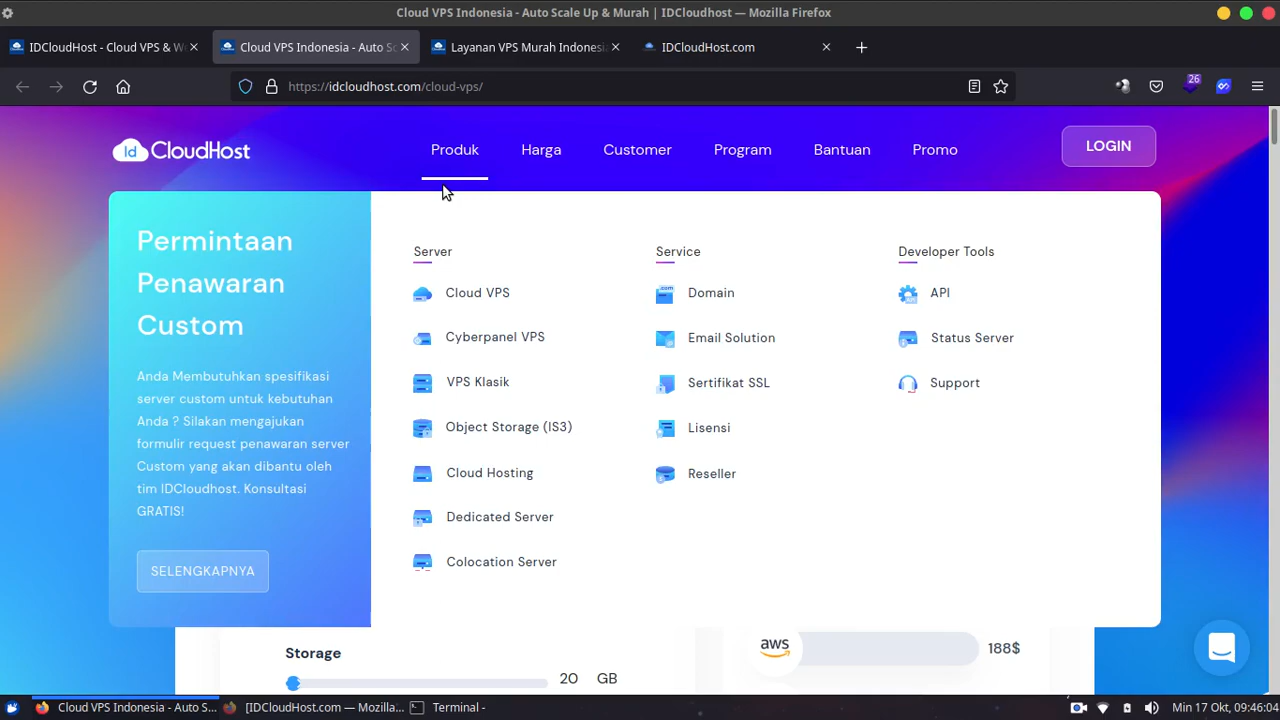 Cloud VPS Indonesia - Auto Scale Up & Murah | IDCloudhost — Mozilla Firefox
IDCloudHost - Cloud VPS & W
Cloud VPS Indonesia - Auto Sc
Layanan VPS Murah Indonesi
IDCloudHost.com
https://idcloudhost.com/cloud-vps/
26
Id CloudHost
Produk
Harga
Customer
Program
Bantuan
Promo
LOGIN
Permintaan
Penawaran
Custom
Anda Membutuhkan spesifikasi
server custom untuk kebutuhan
Anda ? Silakan mengajukan
formulir request penawaran server
Custom yang akan dibantu oleh
tim IDCloudhost. Konsultasi
GRATIS!
SELENGKAPNYA
Server
Cloud VPS
Cyberpanel VPS
VPS Klasik
Object Storage (IS3)
Cloud Hosting
Dedicated Server
Colocation Server
Service
Domain
Email Solution
Sertifikat SSL
Lisensi
Reseller
Developer Tools
API
Status Server
Support
Storage
20 GB
aws
188$
Cloud VPS Indonesia - Auto S...
[IDCloudHost.com — Mozilla...
Terminal -
Min 17 Okt, 09:46:04